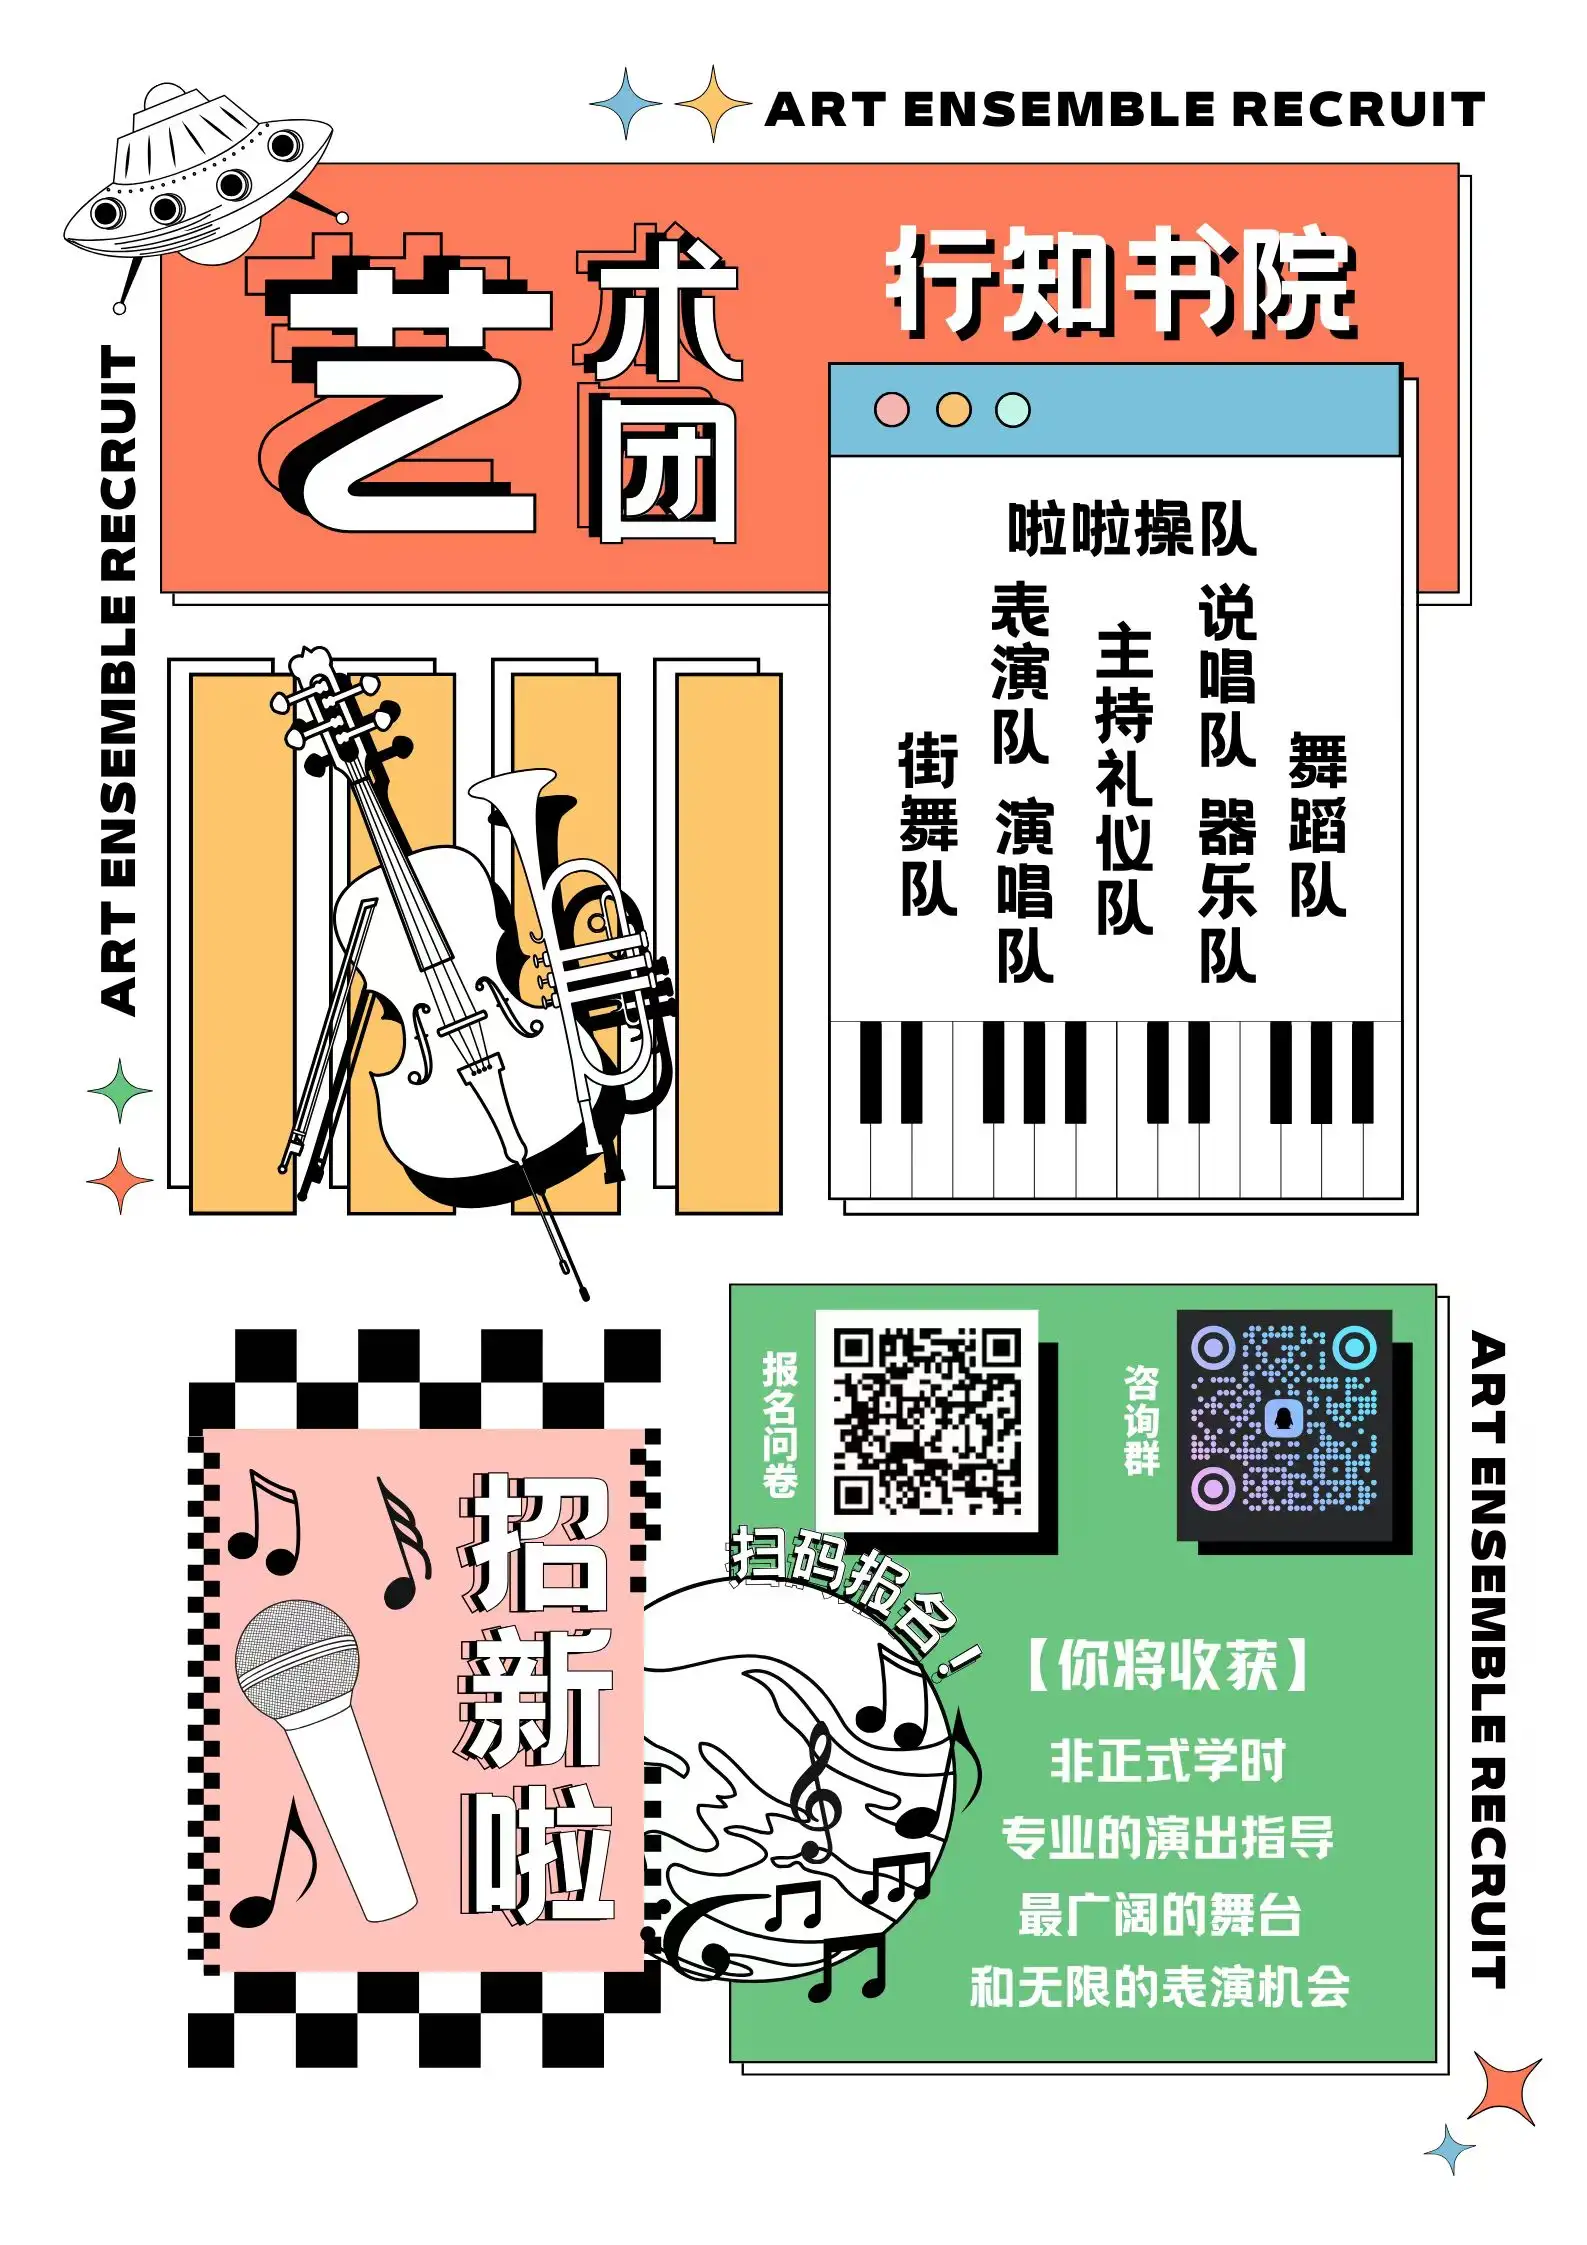 ART ENSEMBLE RECRUIT
艺术团
行知书院
ART ENSEMBLE RECRUIT
啦啦操队
街舞队
表演队
演唱队
主持礼仪队
说唱队
器乐队
舞蹈队
报名问卷
咨询群
扫码报名!
招新啦
【你将收获】
非正式学时
专业的演出指导
最广阔的舞台
和无限的表演机会
ART ENSEMBLE RECRUIT